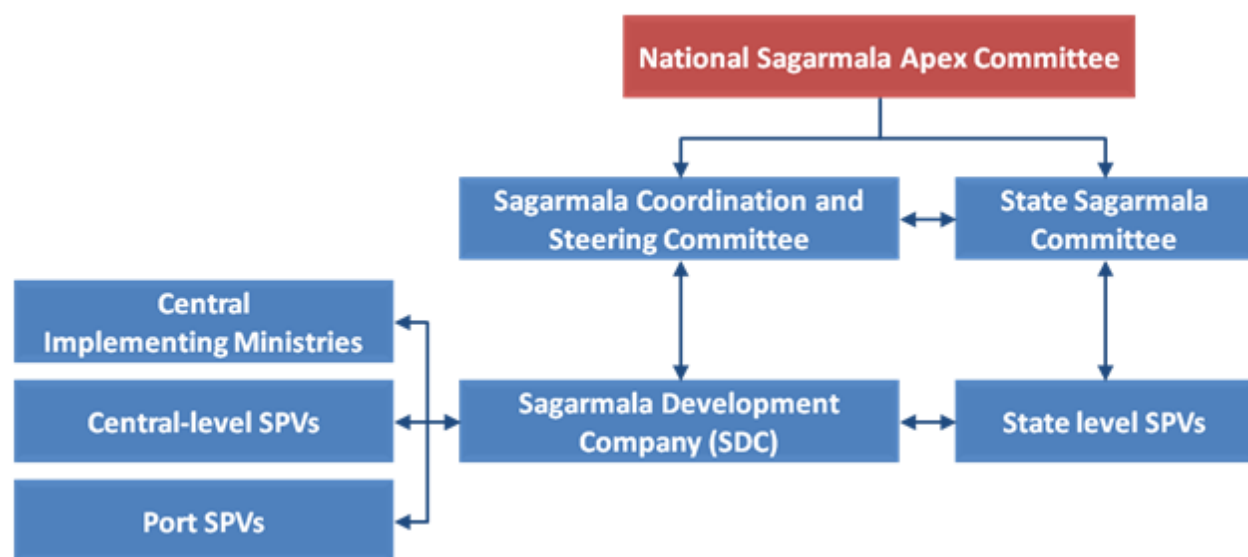 National Sagarmala Apex Committee
Sagarmala Coordination and
Steering Committee
State Sagarmala
Committee
Central
Implementing Ministries
Central-level SPVs
Sagarmala Development
Company (SDC)
State level SPVs
Port SPVs